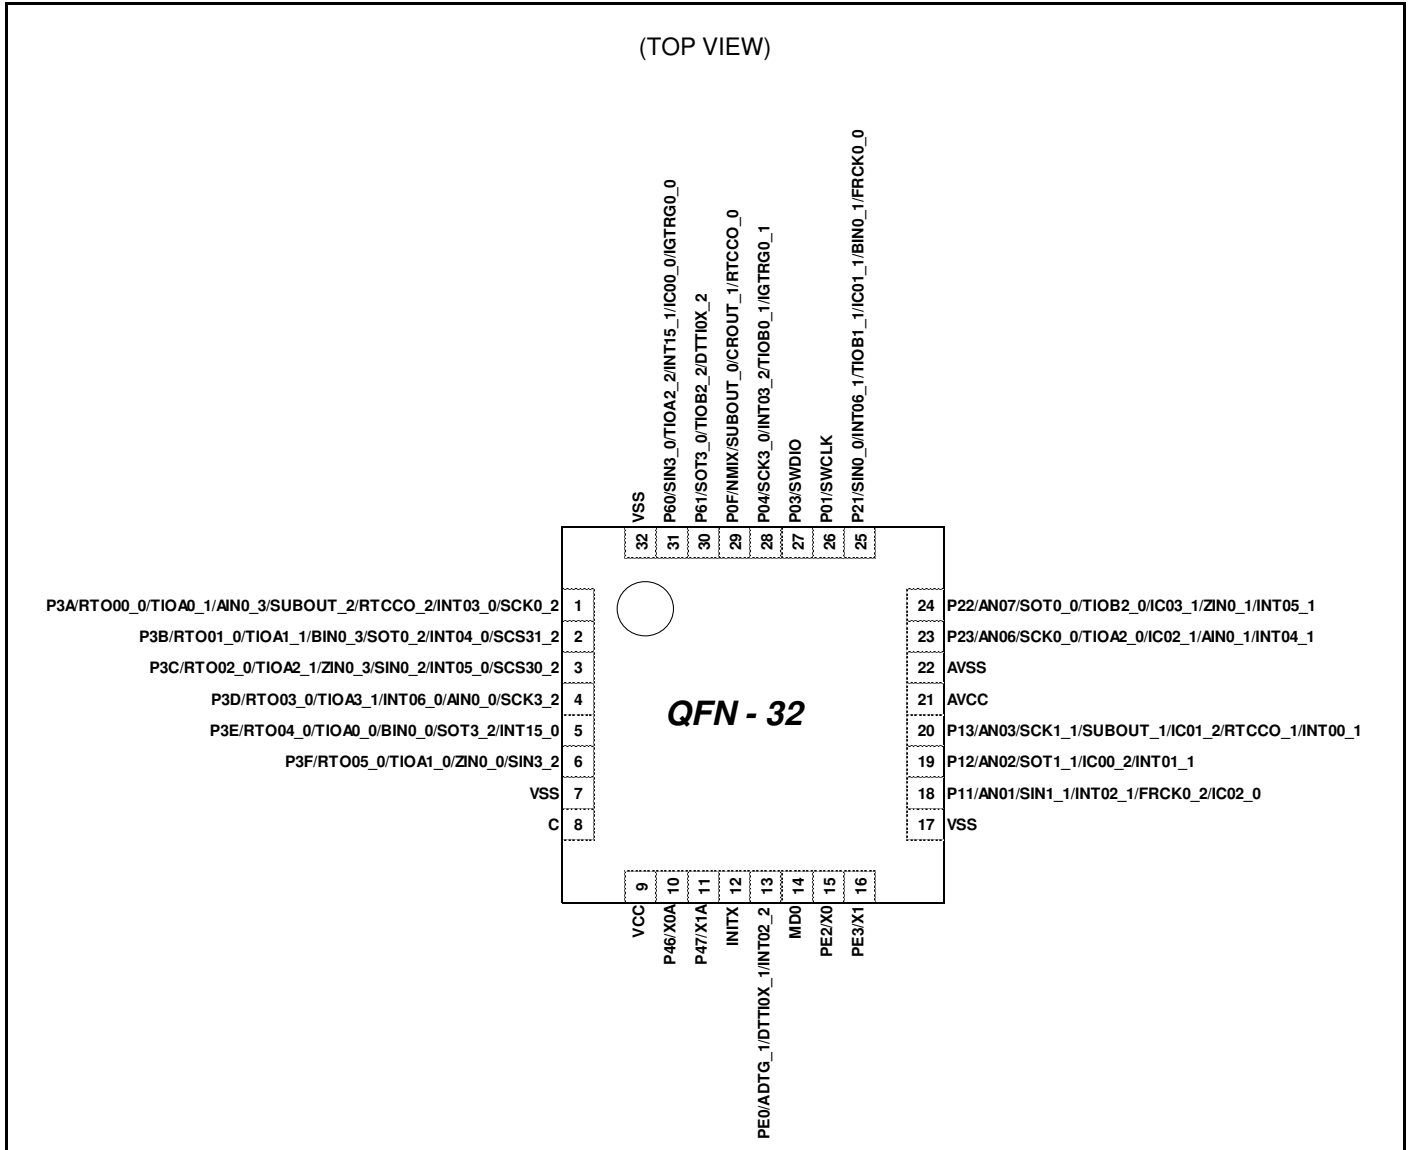 (TOP VIEW)
VSS
P60/SIN3_0/TIOA2_2/INT15_1/IC00_0/IGTRG0_0
P61/SOT3_0/TIOB2_2/DTTI0X_2
P0F/NMIX/SUBOUT_0/CROUT_1/RTCCO_0
P04/SCK3_0/INT03_2/TIOB0_1/IGTRG0_1
P03/SWDIO
P01/SWCLK
P21/SIN0_0/INT06_1/TIOB1_1/IC01_1/BIN0_1/FRCK0_0
32
31
30
29
28
27
26
25
P3A/RTO00_0/TIOA0_1/AIN0_3/SUBOUT_2/RTCCO_2/INT03_0/SCK0_2 1
P3B/RTO01_0/TIOA1_1/BIN0_3/SOT0_2/INT04_0/SCS31_2 2
P3C/RTO02_0/TIOA2_1/ZIN0_3/SIN0_2/INT05_0/SCS30_2 3
P3D/RTO03_0/TIOA3_1/INT06_0/AIN0_0/SCK3_2 4
P3E/RTO04_0/TIOA0_0/BIN0_0/SOT3_2/INT15_0 5
P3F/RTO05_0/TIOA1_0/ZIN0_0/SIN3_2 6
VSS 7
C 8
QFN - 32
24 P22/AN07/SOT0_0/TIOB2_0/IC03_1/ZIN0_1/INT05_1
23 P23/AN06/SCK0_0/TIOA2_0/IC02_1/AIN0_1/INT04_1
22 AVSS
21 AVCC
20 P13/AN03/SCK1_1/SUBOUT_1/IC01_2/RTCCO_1/INT00_1
19 P12/AN02/SOT1_1/IC00_2/INT01_1
18 P11/AN01/SIN1_1/INT02_1/FRCK0_2/IC02_0
17 VSS
9
10
11
12
13
14
15
16
VCC
P46/X0A
P47/X1A
INITX
PE0/ADTG_1/DTTI0X_1/INT02_2
MD0
PE2/X0
PE3/X1